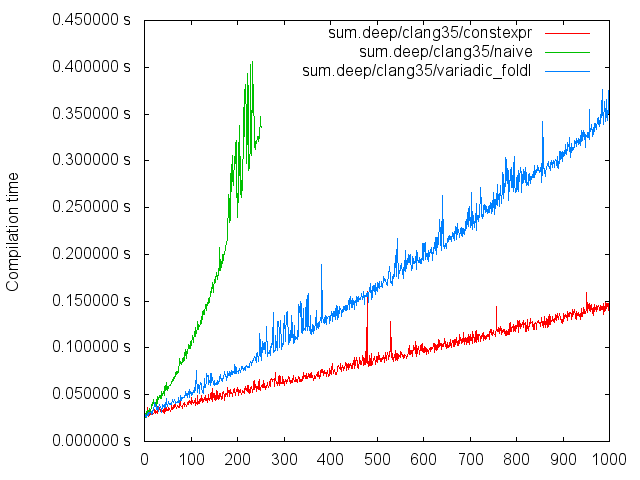 0.450000 s
0.400000 s
0.350000 s
0.300000 s
0.250000 s
0.200000 s
0.150000 s
0.100000 s
0.050000 s
0.000000 s
Compilation time
sum.deep/clang35/constexpr
sum.deep/clang35/naive
sum.deep/clang35/variadic_foldl
0 100 200 300 400 500 600 700 800 900 1000